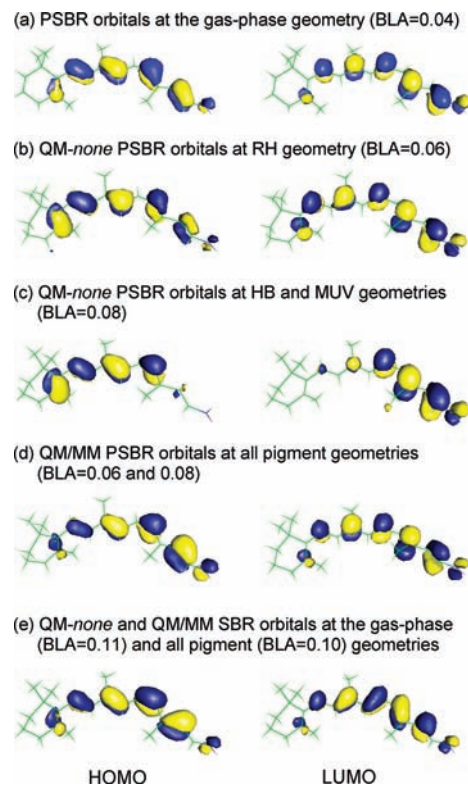 (a) PSBR orbitals at the gas-phase geometry (BLA=0.04)
(b) QM-none PSBR orbitals at RH geometry (BLA=0.06)
(c) QM-none PSBR orbitals at HB and MUV geometries
(BLA=0.08)
(d) QM/MM PSBR orbitals at all pigment geometries
(BLA=0.06 and 0.08)
(e) QM-none and QM/MM SBR orbitals at the gas-phase
(BLA=0.11) and all pigment (BLA=0.10) geometries
HOMO LUMO